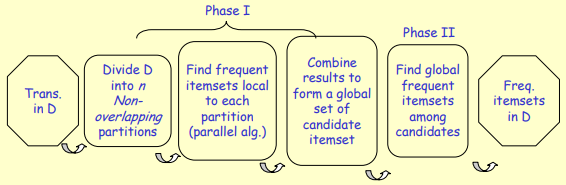 Phase I
Phase II
Trans.
in D
Divide D
into n
Non-
overlapping
partitions
Find frequent
itemsets local
to each
partition
(parallel alg.)
Combine
results to
form a global
set of
candidate
itemset
Find global
frequent
itemsets
among
candidates
Freq.
itemsets
in D